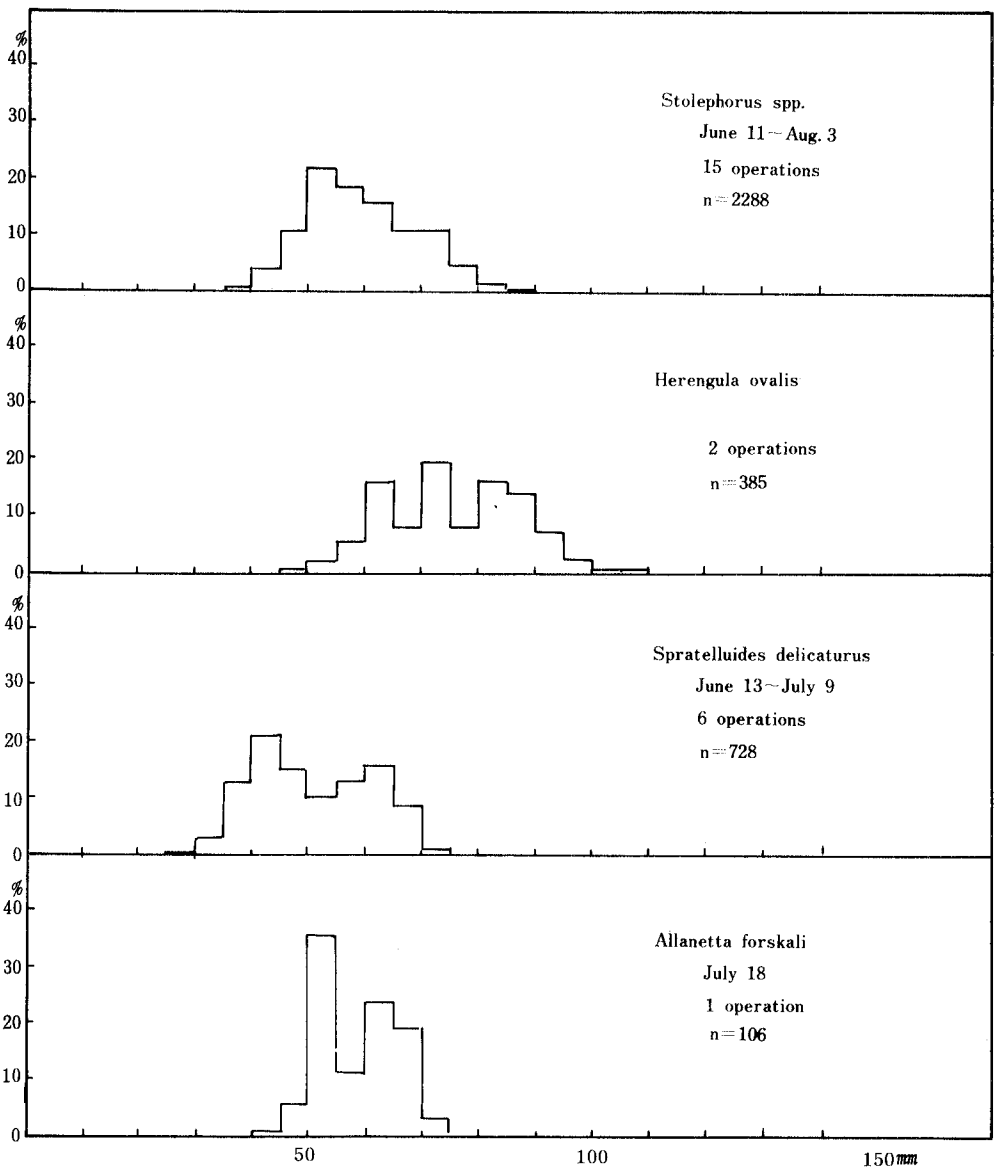 %
40
30
20
10
0
Stolephorus spp.
June 11~Aug. 3
15 operations
n=2288
%
40
30
20
10
0
Herengula ovalis
2 operations
n=385
%
40
30
20
10
0
Spratelluides delicaturus
June 13~July 9
6 operations
n=728
%
40
30
20
10
0
Allanetta forskali
July 18
1 operation
n=106
50 100 150mm